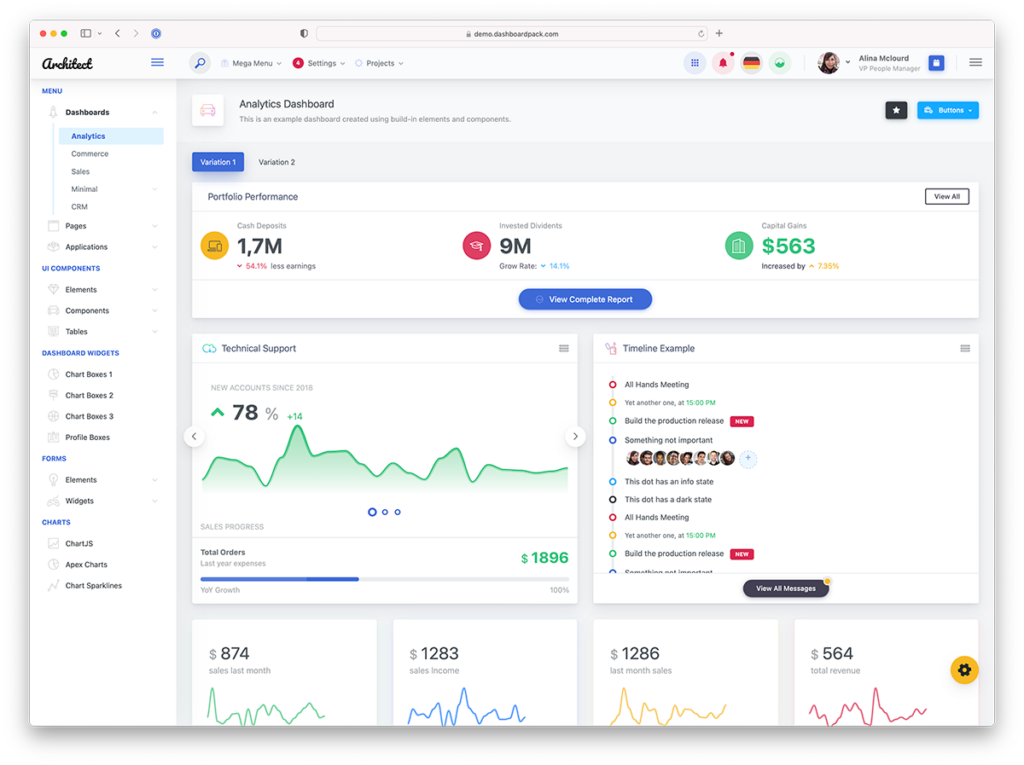 demo.dashboardpack.com
Architect
Mega Menu
4 Settings
Projects
Alina Mclourd
VP People Manager
MENU
Dashboards
Analytics
Commerce
Sales
Minimal
CRM
Pages
Applications
UI COMPONENTS
Elements
Components
Tables
DASHBOARD WIDGETS
Chart Boxes 1
Chart Boxes 2
Chart Boxes 3
Profile Boxes
FORMS
Elements
Widgets
CHARTS
ChartJS
Apex Charts
Chart Sparklines
Analytics Dashboard
This is an example dashboard created using build-in elements and components.
Buttons
Variation 1
Variation 2
Portfolio Performance
View All
Cash Deposits
1,7M
54.1% less earnings
Invested Dividents
9M
Grow Rate: 14.1%
Capital Gains
$563
Increased by 7.35%
View Complete Report
Technical Support
NEW ACCOUNTS SINCE 2018
78 % +14
SALES PROGRESS
Total Orders
Last year expenses
$ 1896
YoY Growth
100%
Timeline Example
All Hands Meeting
Yet another one, at 15:00 PM
Build the production release NEW
Something not important
+
This dot has an info state
This dot has a dark state
All Hands Meeting
Yet another one, at 15:00 PM
Build the production release NEW
Something not important
View All Messages
$ 874
sales last month
$ 1283
sales Income
$ 1286
last month sales
$ 564
total revenue